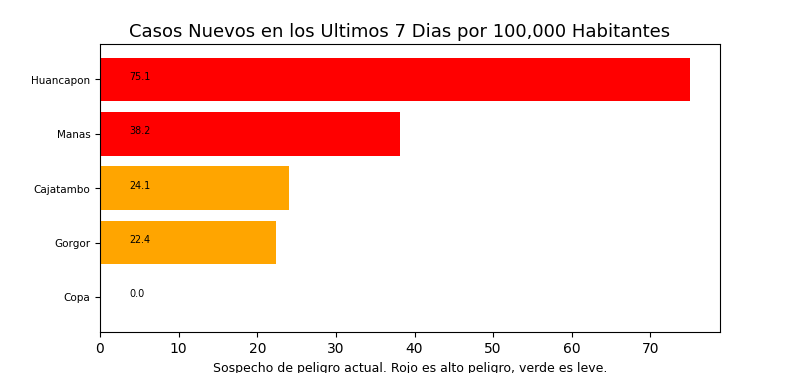 Casos Nuevos en los Ultimos 7 Dias por 100,000 Habitantes
Huancapon 75.1
Manas 38.2
Cajatambo 24.1
Gorgor 22.4
Copa 0.0
0 10 20 30 40 50 60 70
Sospecho de peligro actual. Rojo es alto peligro, verde es leve.